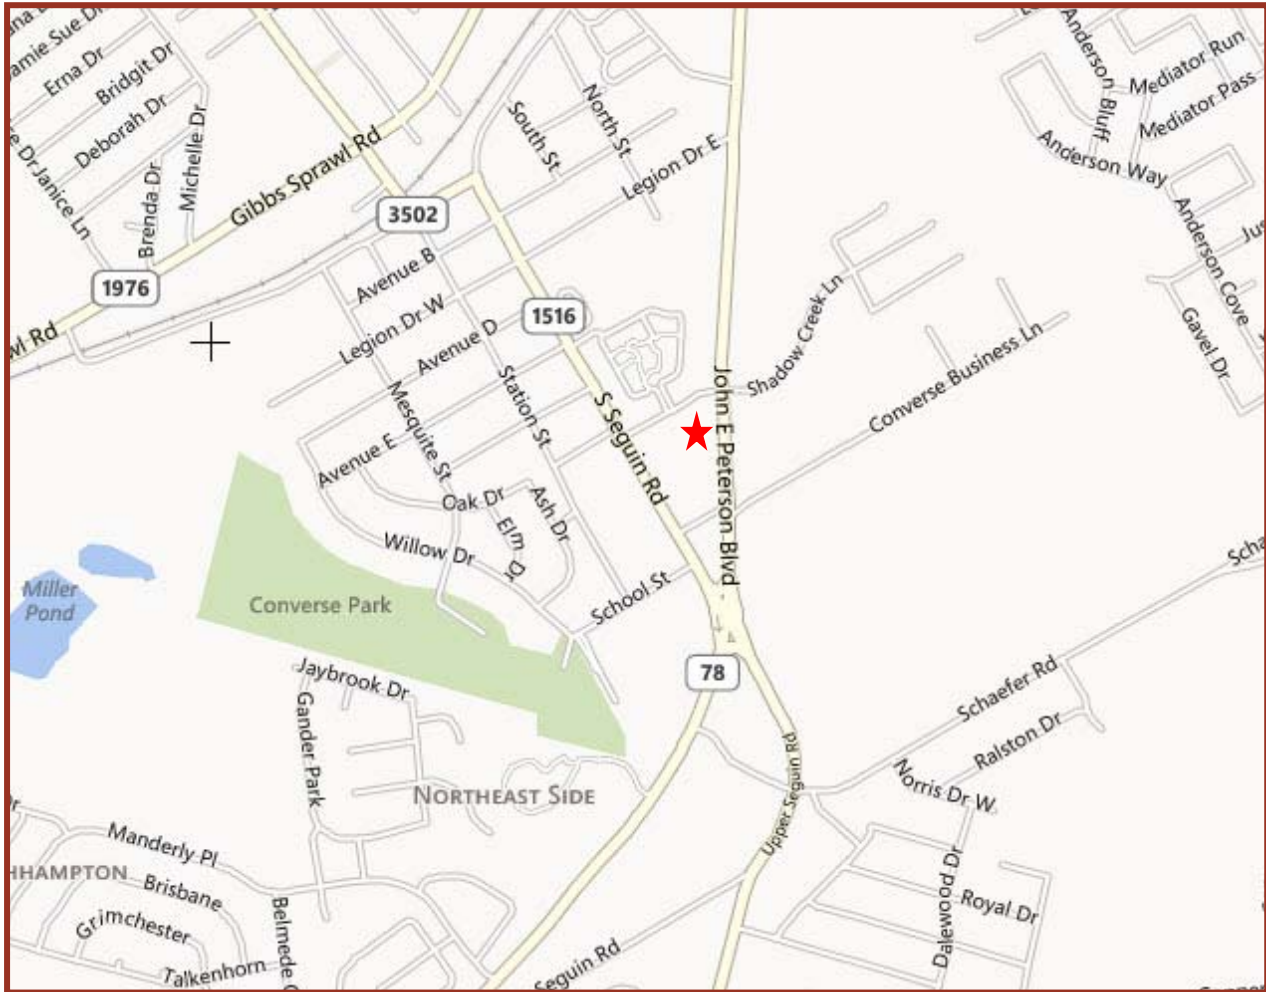 Jamie Sue Dr
Erna Dr
Bridgit Dr
Deborah Dr
Michelle Dr
Brenda Dr
Janice Ln
Gibbs Sprawl Rd
3502
1976
South St
North St
Legion Dr E
Anderson Bluff
Mediator Run
Mediator Pass
Anderson Way
Anderson Cove
Gavel Dr
Avenue B
Legion Dr W
Avenue D
1516
Station St
Mesquite St
Avenue E
S Seguin Rd
John E Peterson Blvd
Shadow Creek Ln
Converse Business Ln
Oak Dr
Ash Dr
Elm Dr
Willow Dr
School St
Miller
Pond
Converse Park
78
Jaybrook Dr
Gander Park
NORTHEAST SIDE
Schaefer Rd
Ralston Dr
Norris Dr W
Upper Seguin Rd
Dalewood Dr
Royal Dr
Manderly Pl
HHAMPTON
Brisbane
Grimchester
Belmede
Talkenhorn
Seguin Rd